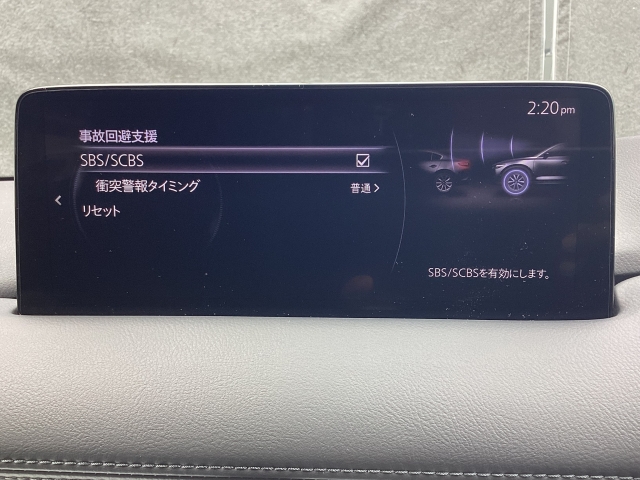 2:20pm
事故回避支援
SBS/SCBS
衝突警報タイミング 普通
リセット
SBS/SCBSを有効にします。